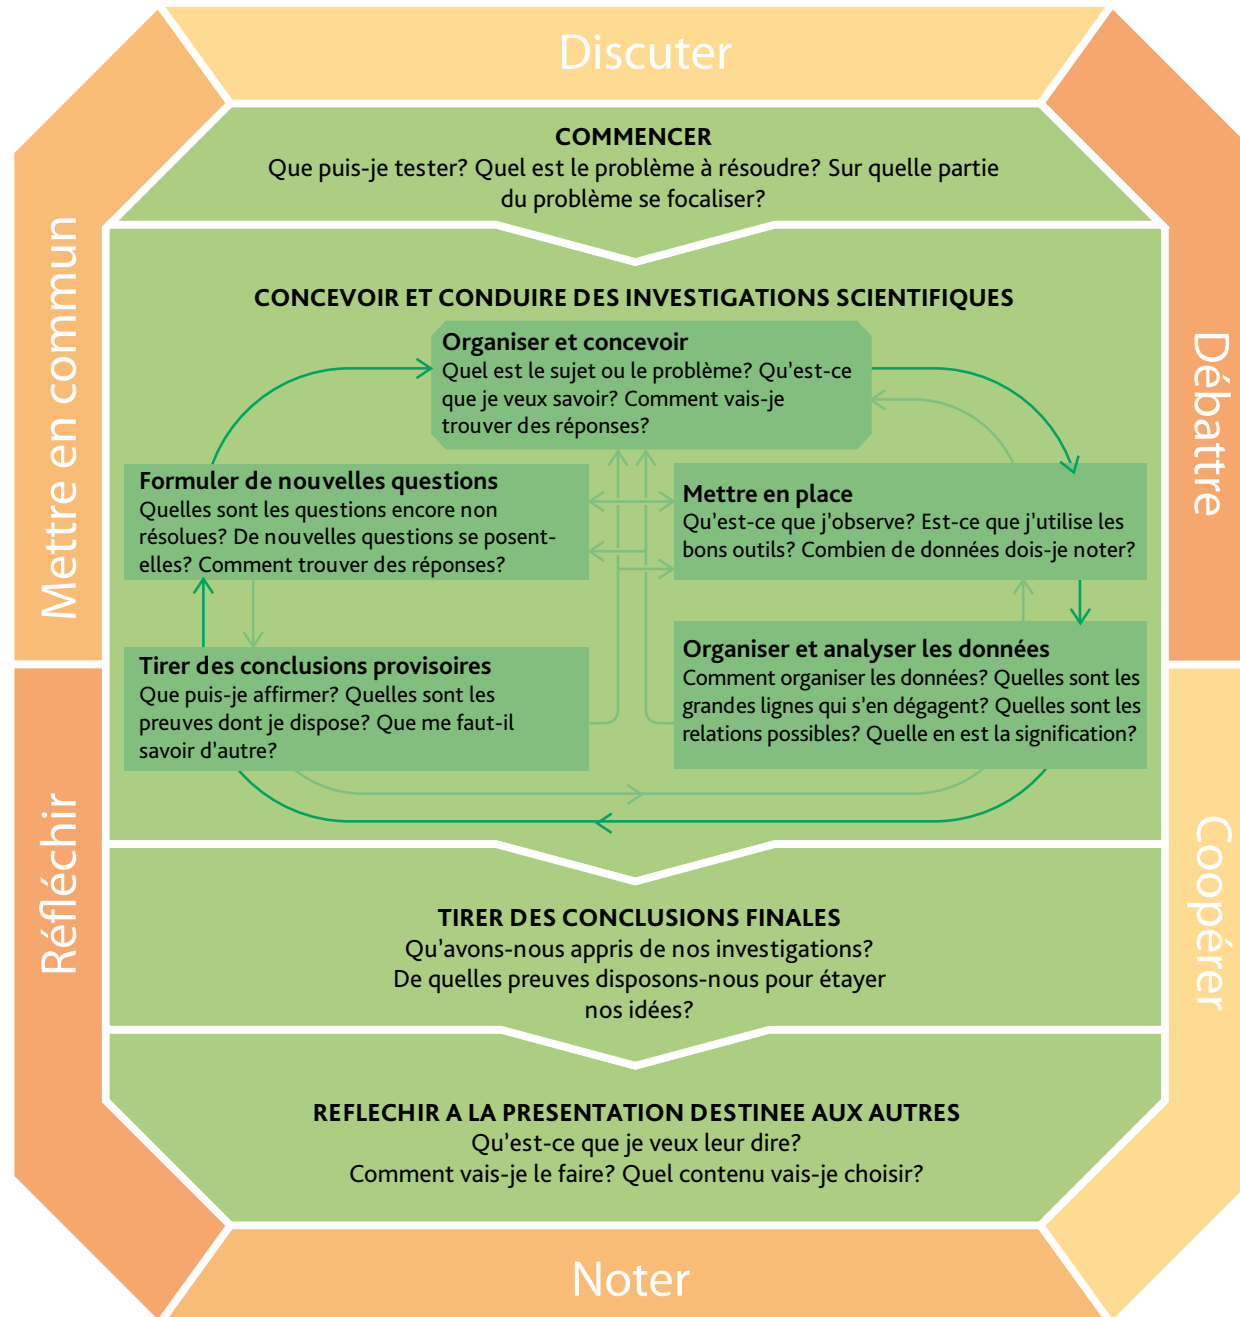 Discuter
COMMENCER
Que puis-je tester? Quel est le problème à résoudre? Sur quelle partie
du problème se focaliser?
Mettre en commun
Débattre
CONCEVOIR ET CONDUIRE DES INVESTIGATIONS SCIENTIFIQUES
Organiser et concevoir
Quel est le sujet ou le problème? Qu'est-ce
que je veux savoir? Comment vais-je
trouver des réponses?
Formuler de nouvelles questions
Quelles sont les questions encore non
résolues? De nouvelles questions se posent-
elles? Comment trouver des réponses?
Mettre en place
Qu'est-ce que j'observe? Est-ce que j'utilise les
bons outils? Combien de données dois-je noter?
Tirer des conclusions provisoires
Que puis-je affirmer? Quelles sont les
preuves dont je dispose? Que me faut-il
savoir d'autre?
Organiser et analyser les données
Comment organiser les données? Quelles sont les
grandes lignes qui s'en dégagent? Quelles sont les
relations possibles? Quelle en est la signification?
Réfléchir
Coopérer
TIRER DES CONCLUSIONS FINALES
Qu'avons-nous appris de nos investigations?
De quelles preuves disposons-nous pour étayer
nos idées?
REFLECHIR A LA PRESENTATION DESTINEE AUX AUTRES
Qu'est-ce que je veux leur dire?
Comment vais-je le faire? Quel contenu vais-je choisir?
Noter